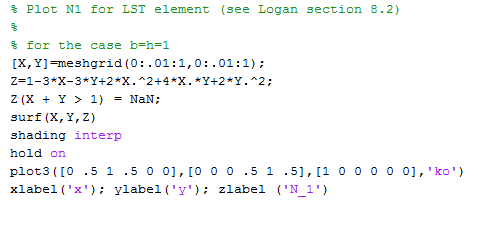 % Plot N1 for LST element (see Logan section 8.2)
%
% for the case b=h=1
[X,Y]=meshgrid(0:.01:1,0:.01:1);
Z=1-3*X-3*Y+2*X.^2+4*X.*Y+2*Y.^2;
Z(X + Y > 1) = NaN;
surf(X,Y,Z)
shading interp
hold on
plot3([0 .5 1 .5 0 0],[0 0 0 .5 1 .5],[1 0 0 0 0 0],'ko')
xlabel('x'); ylabel('y'); zlabel ('N_1')